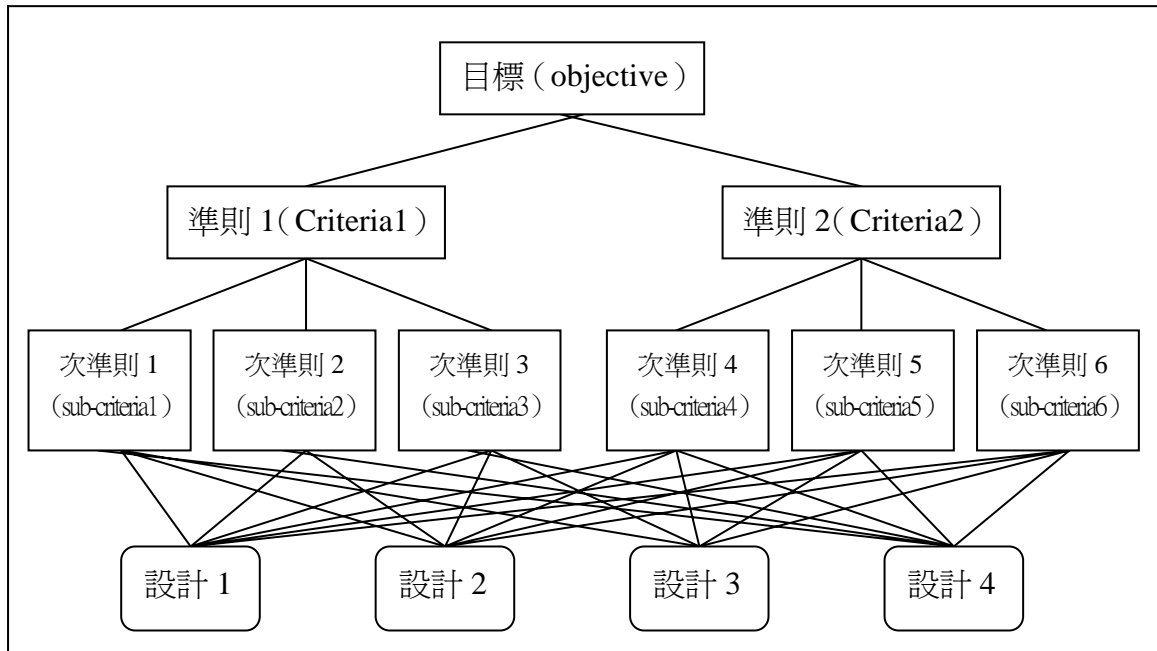 目標（objective）
準則 1（Criteria1）
準則 2（Criteria2）
次準則 1
（sub-criteria1）
次準則 2
（sub-criteria2）
次準則 3
（sub-criteria3）
次準則 4
（sub-criteria4）
次準則 5
（sub-criteria5）
次準則 6
（sub-criteria6）
設計 1
設計 2
設計 3
設計 4